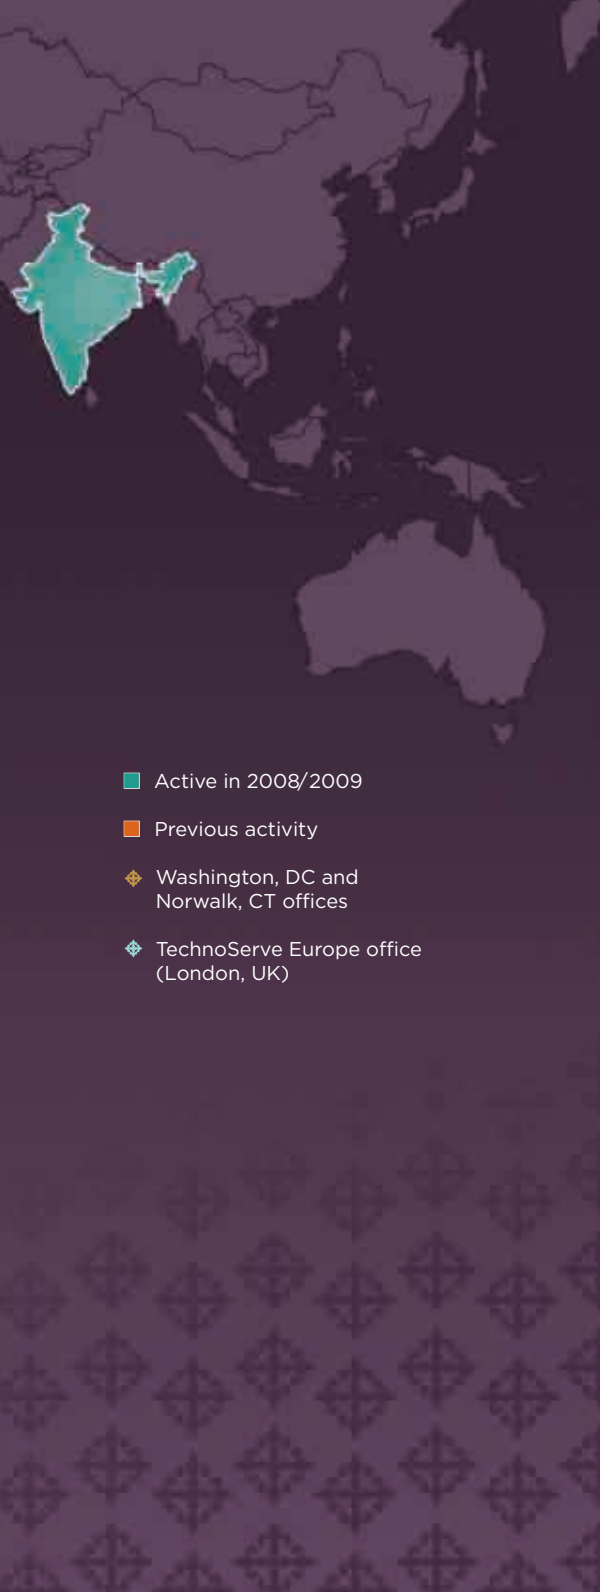 Active in 2008/2009
Previous activity
Washington, DC and
Norwalk, CT offices
TechnoServe Europe office
(London, UK)